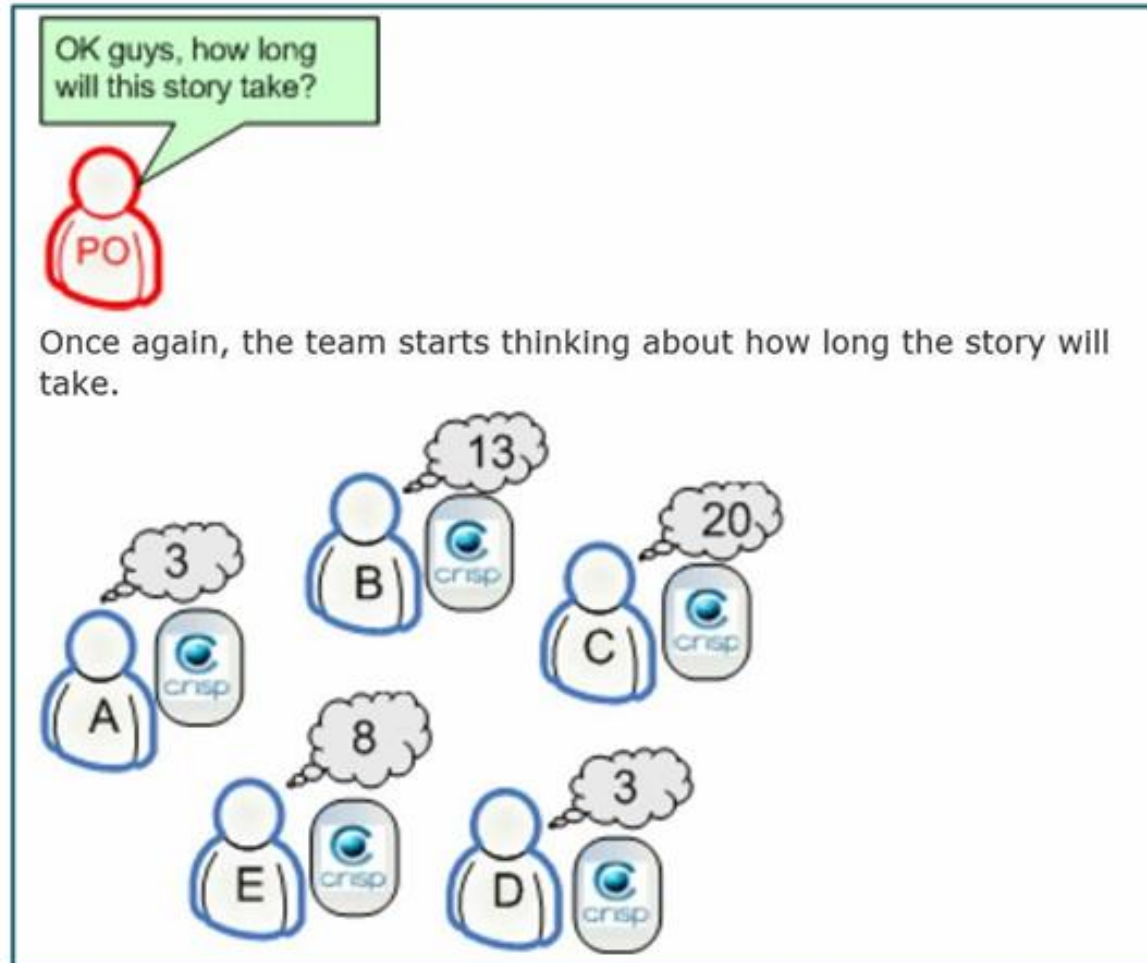 OK guys, how long
will this story take?
PO
Once again, the team starts thinking about how long the story will
take.
13
B
crisp
20
C
crisp
3
A
crisp
8
E
crisp
3
D
crisp